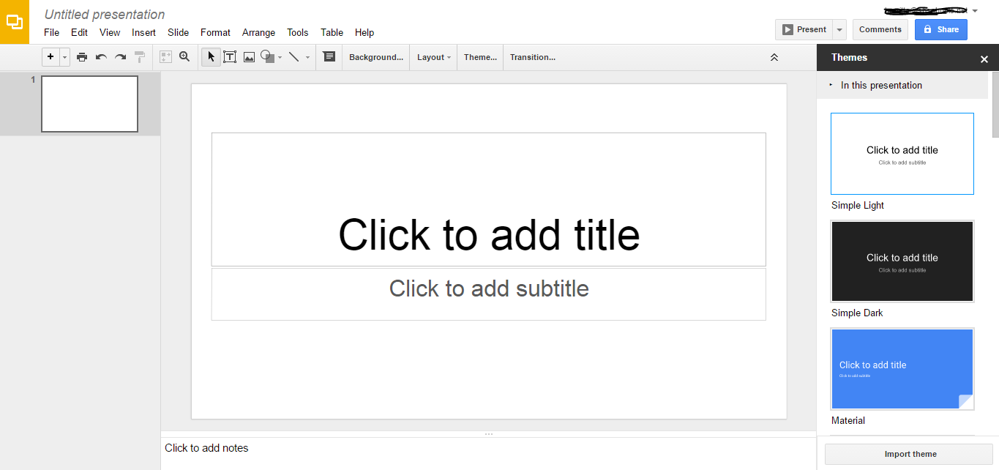 Untitled presentation
File Edit View Insert Slide Format Arrange Tools Table Help
Present Comments Share
Background... Layout Theme... Transition...
1
Click to add title
Click to add subtitle
Click to add notes
Themes
In this presentation
Click to add title
Click to add subtitle
Simple Light
Click to add title
Click to add subtitle
Simple Dark
Click to add title
Click to add subtitle
Material
Import theme